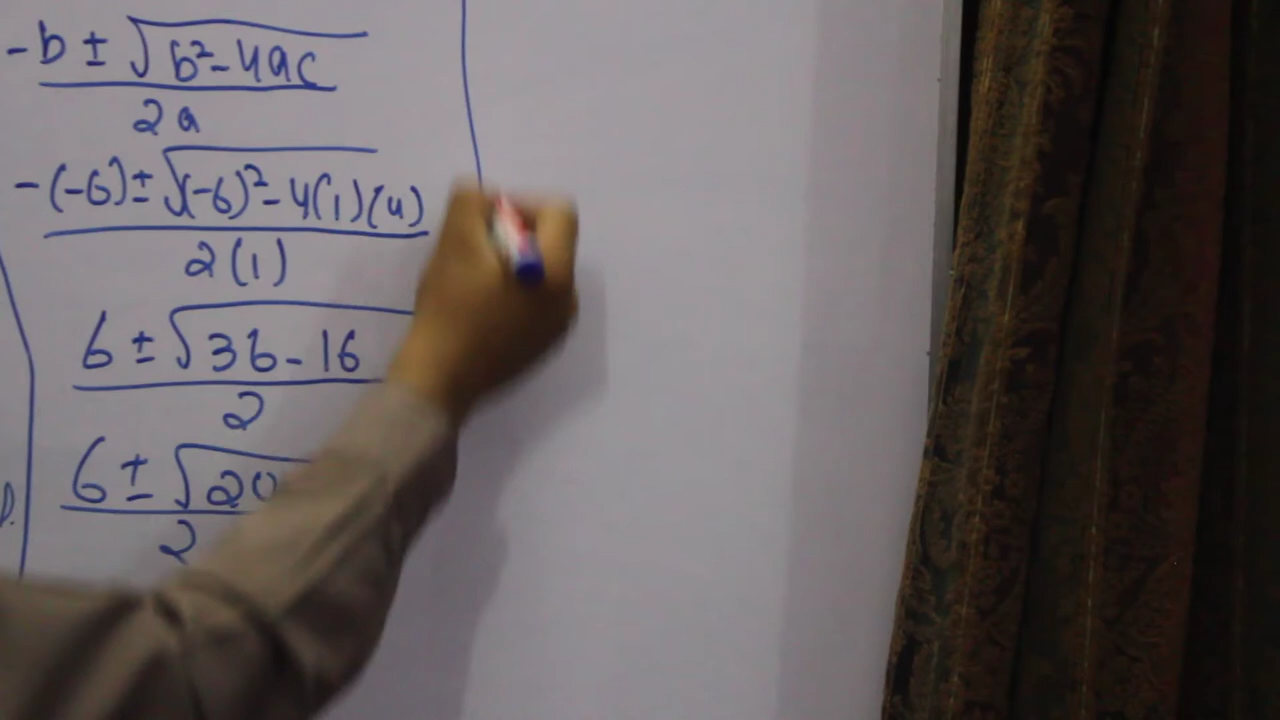 -b ± √b²-4ac
2a
-(-6) ± √(-6)²-4(1)(4)
2(1)
6 ± √36-16
2
6 ± √20
2